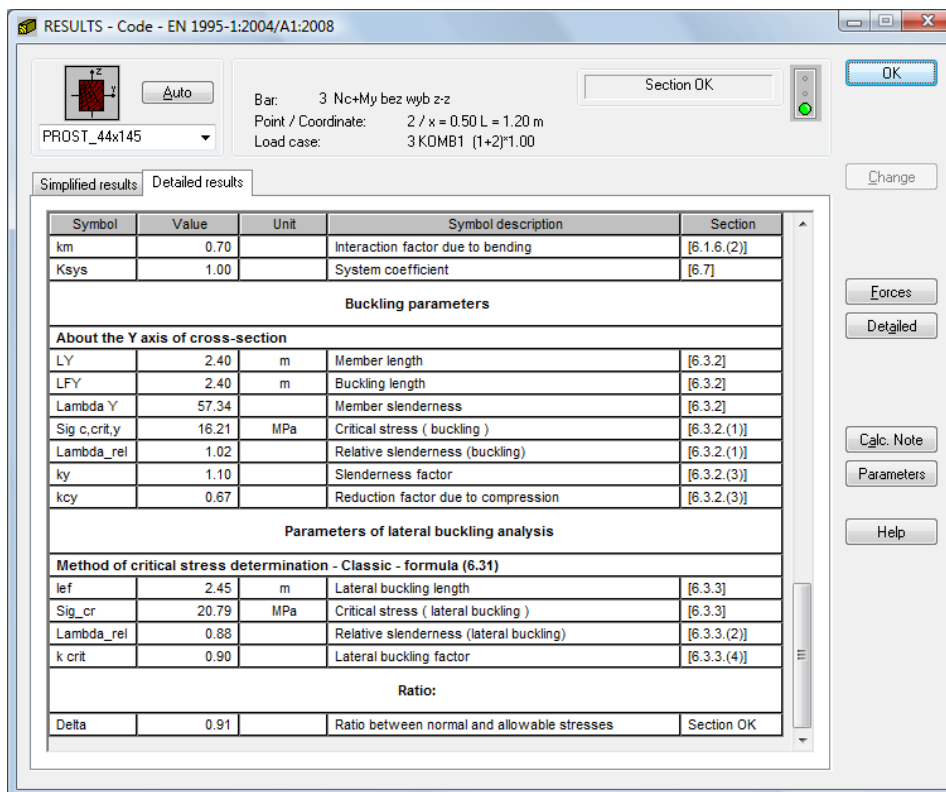 RESULTS - Code - EN 1995-1:2004/A1:2008
z
y
Auto
PROST_44x145
Bar: 3 Nc+My bez wyb z-z
Point / Coordinate: 2 / x = 0.50 L = 1.20 m
Load case: 3 KOMB1 (1+2)*1.00
Section OK
OK
Simplified results Detailed results
Change
Symbol Value Unit Symbol description Section
km 0.70 Interaction factor due to bending [6.1.6.(2)]
Ksys 1.00 System coefficient [6.7]
Buckling parameters
About the Y axis of cross-section
LY 2.40 m Member length [6.3.2]
LFY 2.40 m Buckling length [6.3.2]
Lambda Y 57.34 Member slenderness [6.3.2]
Sig c,crit,y 16.21 MPa Critical stress ( buckling ) [6.3.2.(1)]
Lambda_rel 1.02 Relative slenderness (buckling) [6.3.2.(1)]
ky 1.10 Slenderness factor [6.3.2.(3)]
kcy 0.67 Reduction factor due to compression [6.3.2.(3)]
Parameters of lateral buckling analysis
Method of critical stress determination - Classic - formula (6.31)
lef 2.45 m Lateral buckling length [6.3.3]
Sig_cr 20.79 MPa Critical stress ( lateral buckling ) [6.3.3]
Lambda_rel 0.88 Relative slenderness (lateral buckling) [6.3.3.(2)]
k crit 0.90 Lateral buckling factor [6.3.3.(4)]
Ratio:
Delta 0.91 Ratio between normal and allowable stresses Section OK
Forces
Detailed
Calc. Note
Parameters
Help